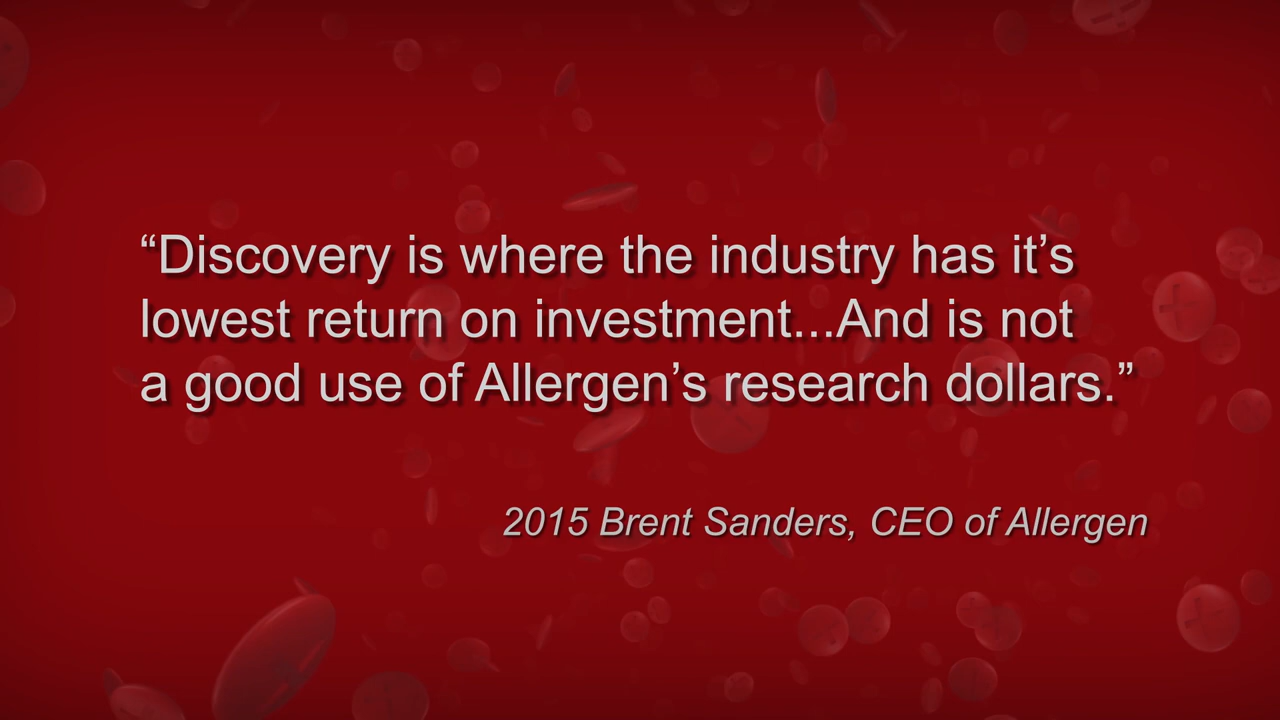 “Discovery is where the industry has it’s
lowest return on investment...And is not
a good use of Allergen’s research dollars.”
2015 Brent Sanders, CEO of Allergen